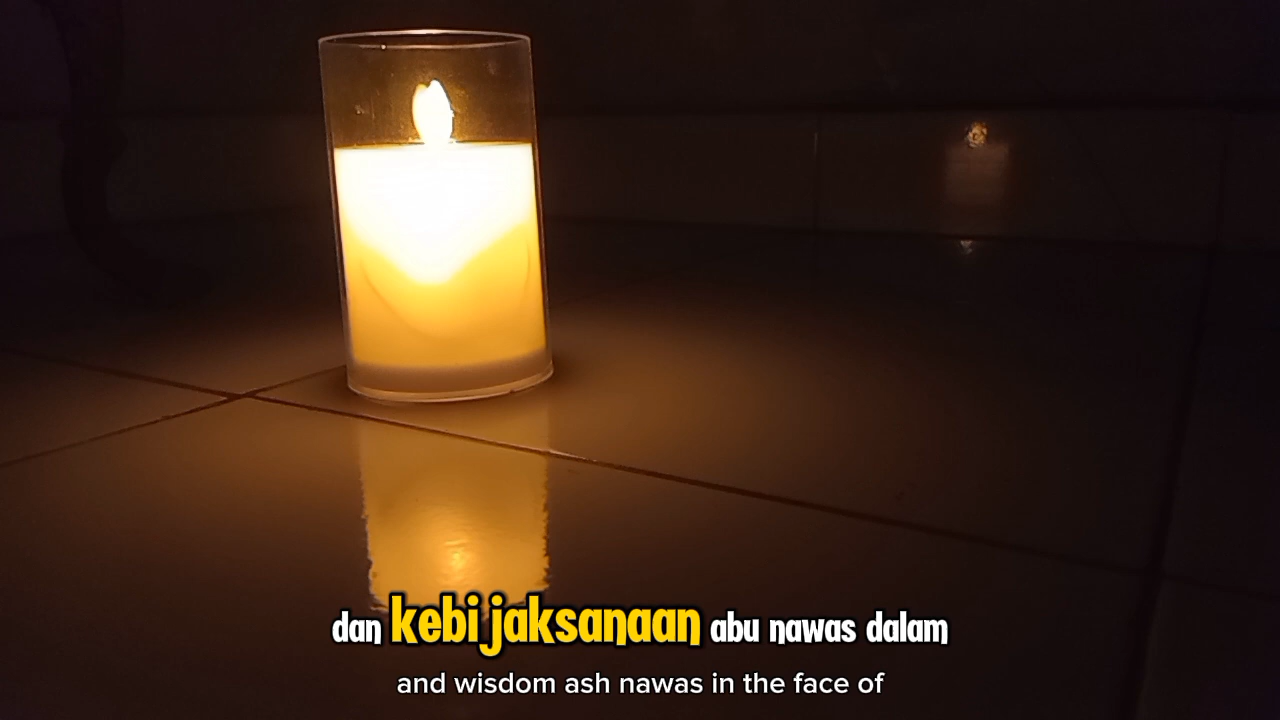 dan kebijaksanaan abu nawas dalam
and wisdom ash nawas in the face of